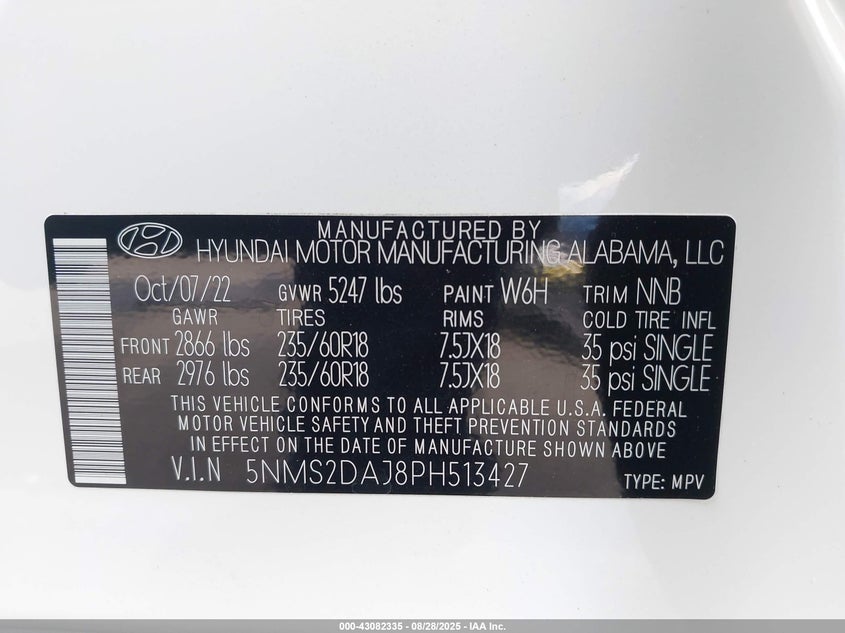 MANUFACTURED BY
HYUNDAI MOTOR MANUFACTURING ALABAMA, LLC
Oct/07/22 GVWR 5247 lbs PAINT W6H TRIM NNB
GAWR TIRES RIMS COLD TIRE INFL
FRONT 2866 lbs 235/60R18 7.5JX18 35 psi SINGLE
REAR 2976 lbs 235/60R18 7.5JX18 35 psi SINGLE
THIS VEHICLE CONFORMS TO ALL APPLICABLE U.S.A. FEDERAL
MOTOR VEHICLE SAFETY AND THEFT PREVENTION STANDARDS
IN EFFECT ON THE DATE OF MANUFACTURE SHOWN ABOVE
V.I.N 5NMS2DAJ8PH513427 TYPE: MPV
000-43082335 - 08/28/2025 - IAA Inc.